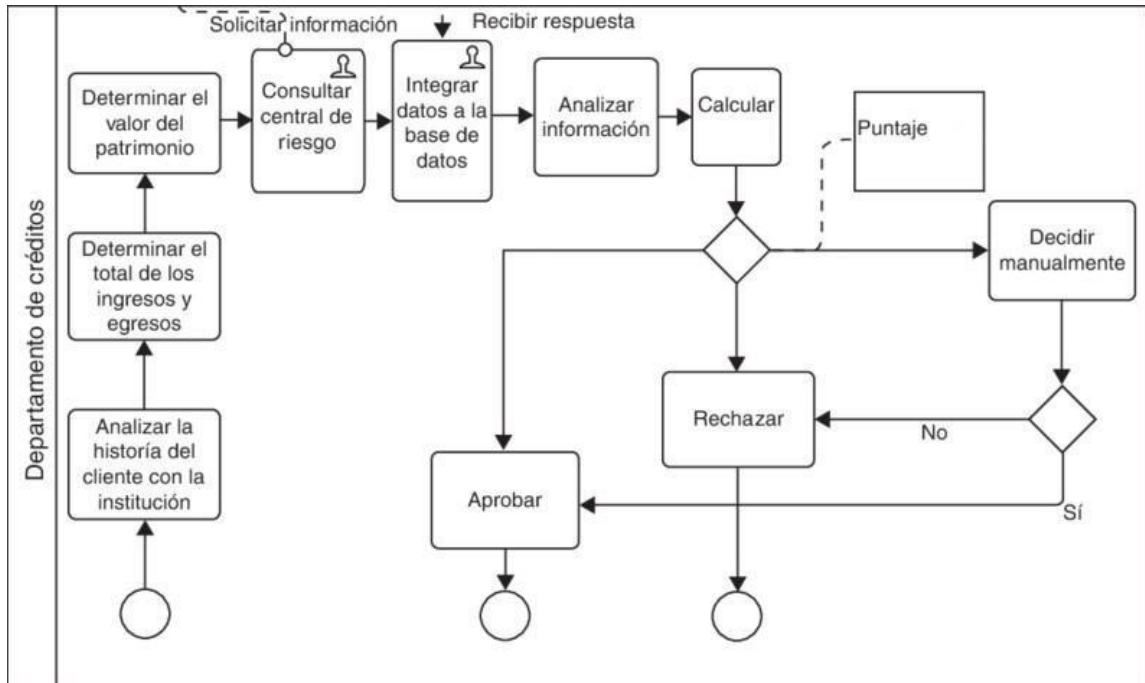 Departamento de créditos
Solicitar información
Recibir respuesta
Determinar el
valor del
patrimonio
Consultar
central de
riesgo
Integrar
datos a la
base de
datos
Analizar
información
Calcular
Puntaje
Determinar el
total de los
ingresos y
egresos
Decidir
manualmente
Analizar la
historía del
cliente con la
institución
Rechazar
No
Aprobar
Sí